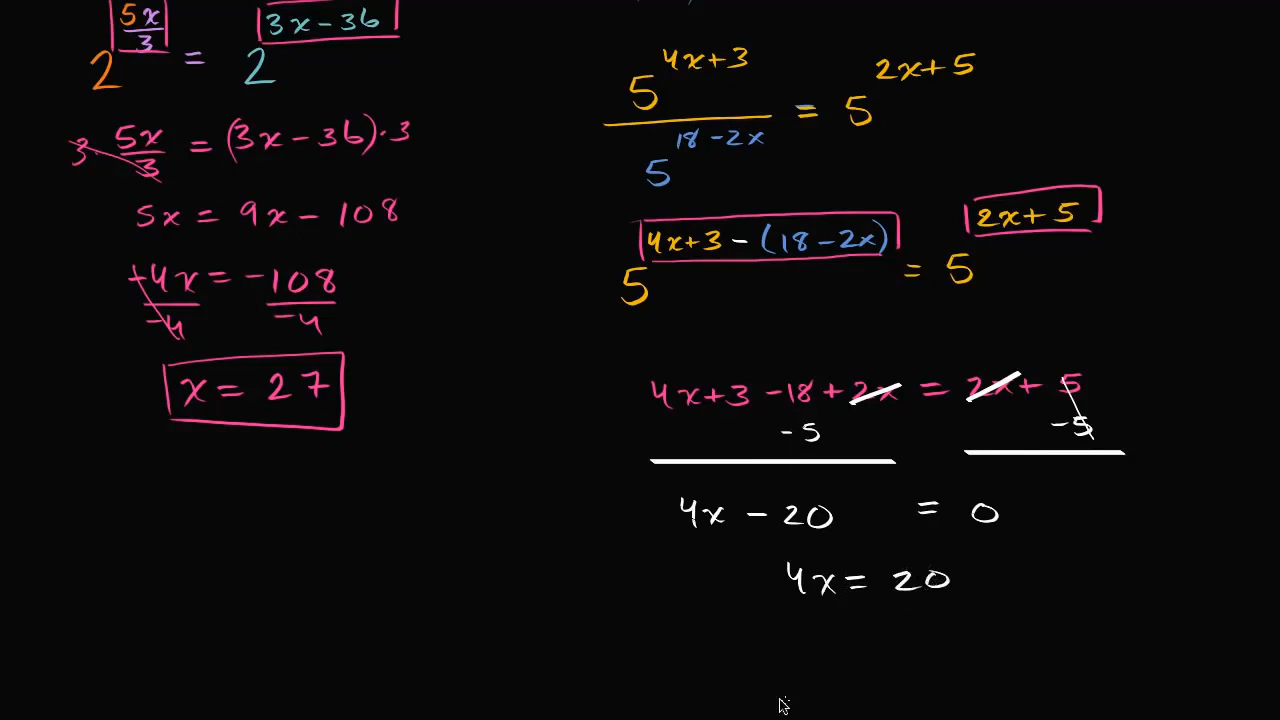 2^(5x/3) = 2^(3x-36)
3 · 5x/3 = (3x-36)·3
5x = 9x - 108
+4x/-4 = -108/-4
x = 27
5^(4x+3)/5^(18-2x) = 5^(2x+5)
5^(4x+3-(18-2x)) = 5^(2x+5)
4x+3 -18+2x = 2x+5
-5 -5
4x - 20 = 0
4x = 20